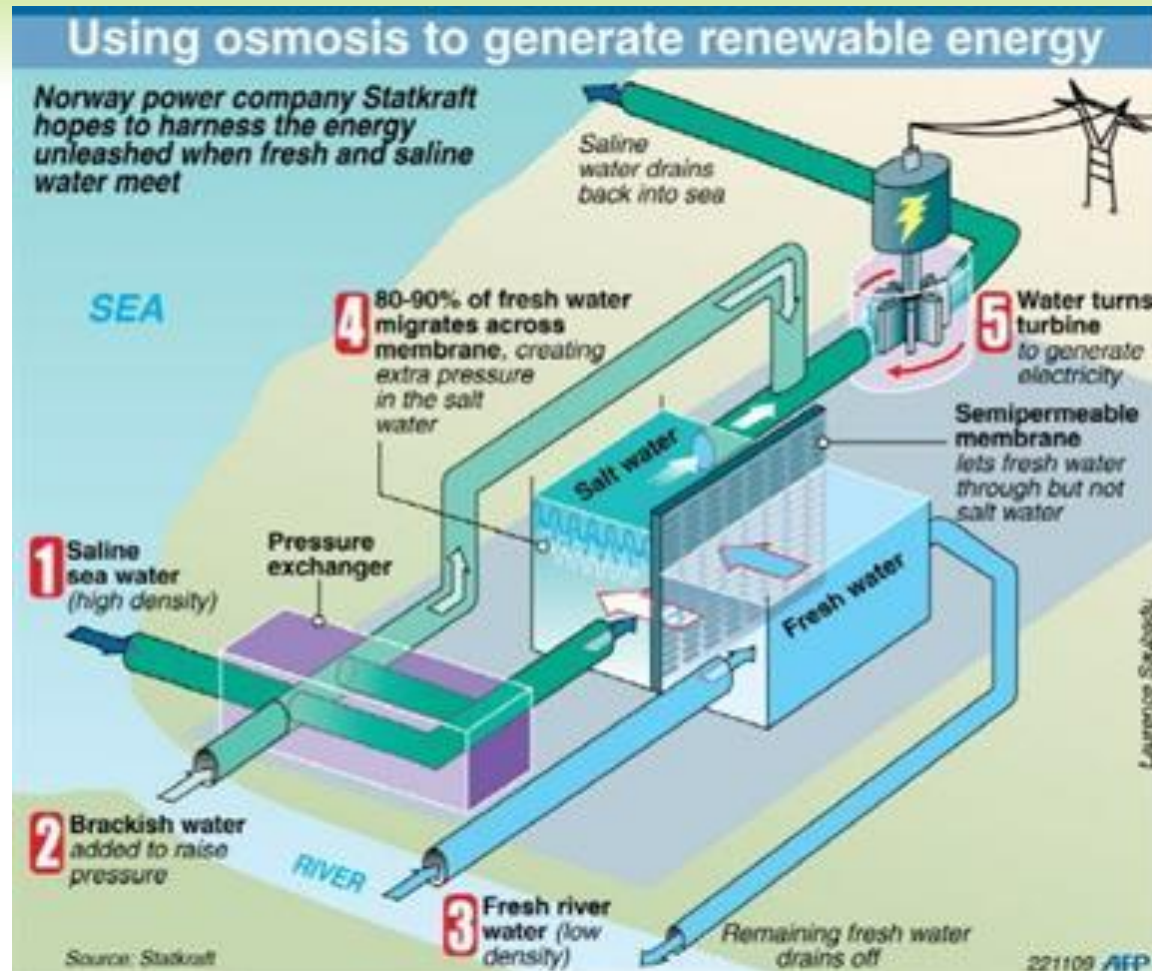 Using osmosis to generate renewable energy
Norway power company Statkraft
hopes to harness the energy
unleashed when fresh and saline
water meet
Saline
water drains
back into sea
SEA
4
80-90% of fresh water
migrates across
membrane, creating
extra pressure
in the salt
water
5
Water turns
turbine
to generate
electricity
Semipermeable
membrane
lets fresh water
through but not
salt water
Salt water
Fresh water
1
Saline
sea water
(high density)
Pressure
exchanger
2
Brackish water
added to raise
pressure
RIVER
3
Fresh river
water (low
density)
Remaining fresh water
drains off
Source: Statkraft
Laurence
221109 AFP